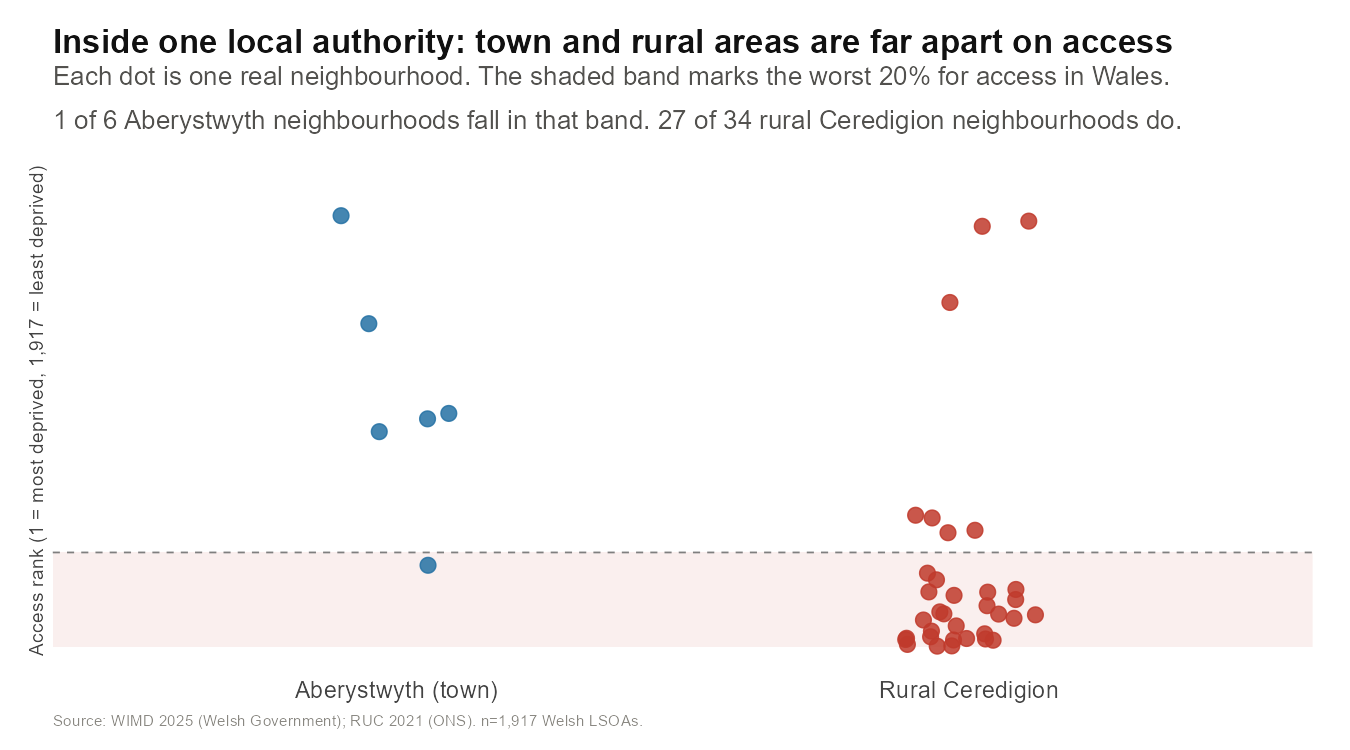 Inside one local authority: town and rural areas are far apart on access
Each dot is one real neighbourhood. The shaded band marks the worst 20% for access in Wales.
1 of 6 Aberystwyth neighbourhoods fall in that band. 27 of 34 rural Ceredigion neighbourhoods do.
Access rank (1 = most deprived, 1,917 = least deprived)
Aberystwyth (town)
Rural Ceredigion
Source: WIMD 2025 (Welsh Government); RUC 2021 (ONS). n=1,917 Welsh LSOAs.